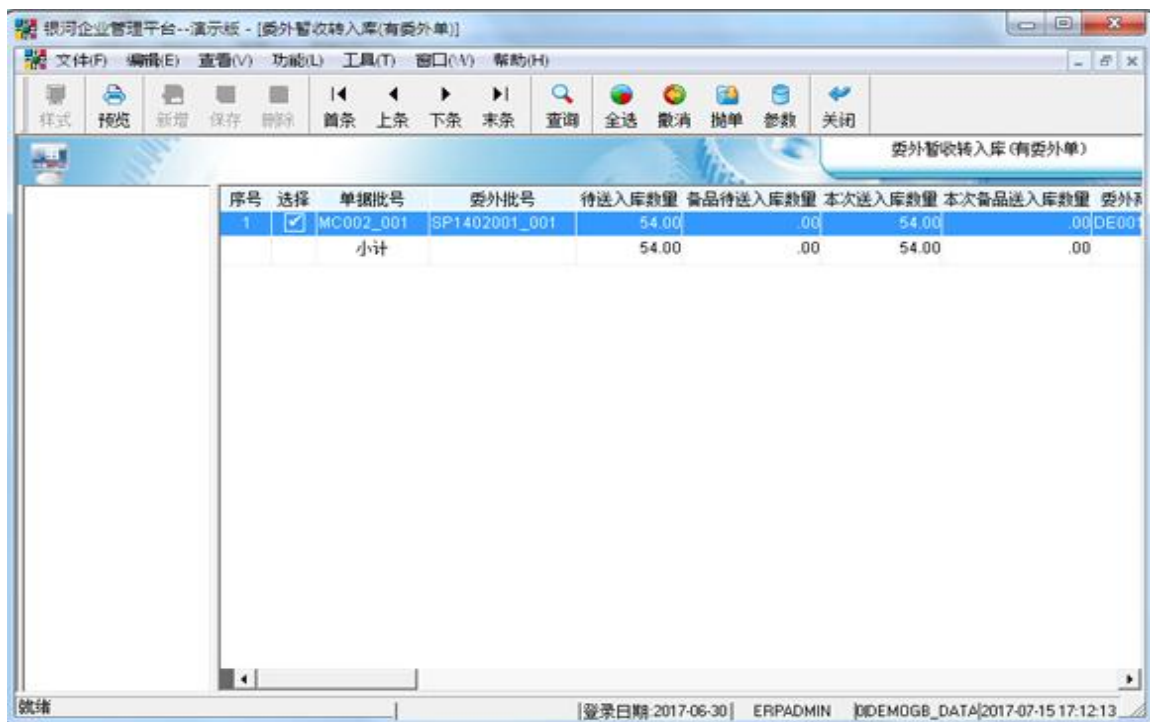 银河企业管理平台--演示版 - [委外暂收转入库(有委外单)]
文件(F) 编辑(E) 查看(V) 功能(L) 工具(T) 窗口(W) 帮助(H)
样式 预览 新增 保存 删除 首条 上条 下条 末条 查询 全选 撤消 抛单 参数 关闭
委外暂收转入库(有委外单)
序号 选择 单据批号 委外批号 待送入库数量 备品待送入库数量 本次送入库数量 本次备品送入库数量 委外
1 MC002_001 SP1402001_001 54.00 .00 54.00 .00 DE001
小计 54.00 .00 54.00 .00
就绪 登录日期:2017-06-30 ERPADMIN DEMOGB_DATA 2017-07-15 17:12:13